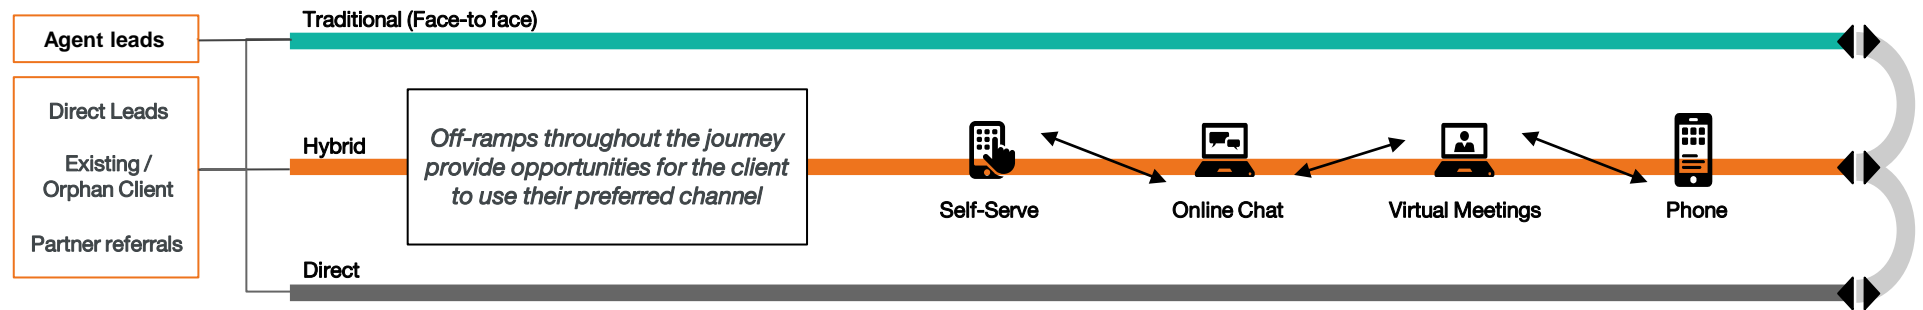 Traditional (Face-to face)
Agent leads
Direct Leads
Existing /
Orphan Client
Partner referrals
Hybrid
Off-ramps throughout the journey
provide opportunities for the client
to use their preferred channel
Self-Serve
Online Chat
Virtual Meetings
Phone
Direct